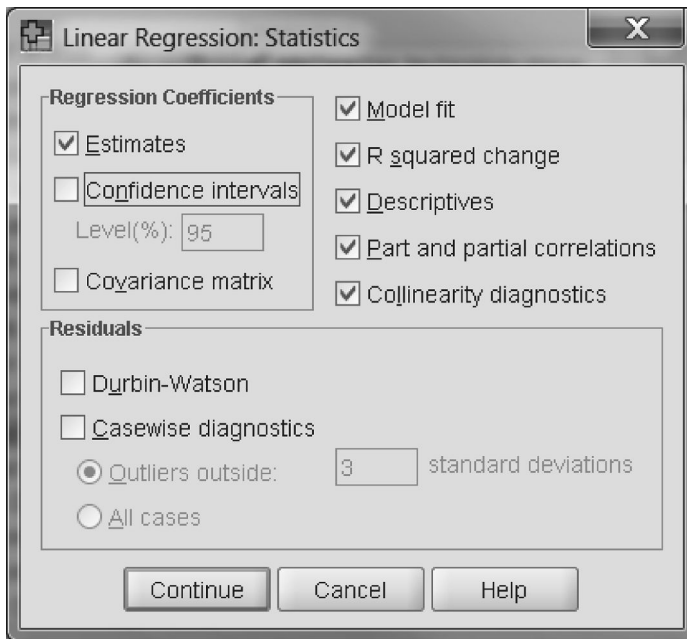 Linear Regression: Statistics
X
Regression Coefficients
Estimates
Confidence intervals
Level(%): 95
Covariance matrix
Model fit
R squared change
Descriptives
Part and partial correlations
Collinearity diagnostics
Residuals
Durbin-Watson
Casewise diagnostics
Outliers outside: 3 standard deviations
All cases
Continue Cancel Help